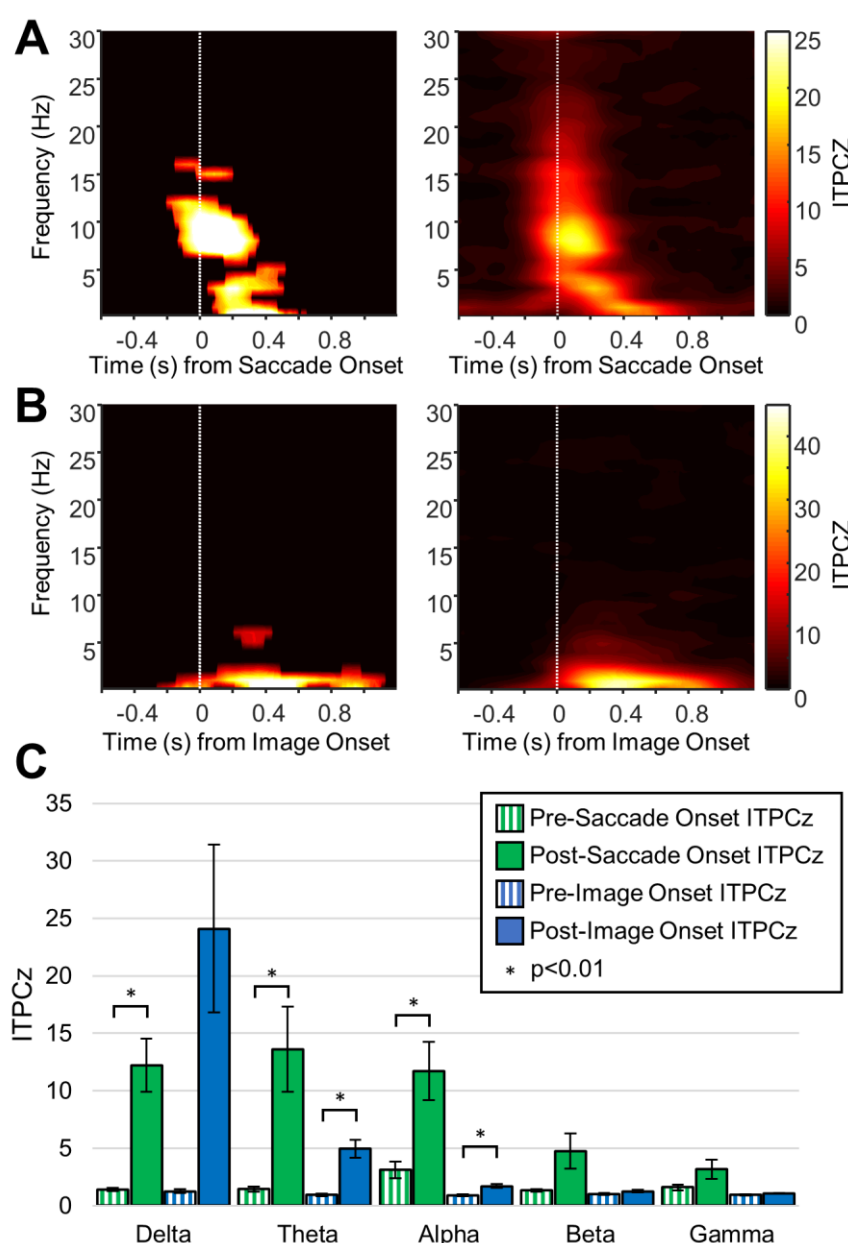 A
30
25
20
15
10
5
Frequency (Hz)
-0.4 0 0.4 0.8
Time (s) from Saccade Onset
30
25
20
15
10
5
-0.4 0 0.4 0.8
Time (s) from Saccade Onset
25
20
15
10
5
0
ITPCZ
B
30
25
20
15
10
5
Frequency (Hz)
-0.4 0 0.4 0.8
Time (s) from Image Onset
30
25
20
15
10
5
-0.4 0 0.4 0.8
Time (s) from Image Onset
40
30
20
10
0
ITPCZ
C
35
30
25
20
15
10
5
0
ITPCz
Pre-Saccade Onset ITPCz
Post-Saccade Onset ITPCz
Pre-Image Onset ITPCz
Post-Image Onset ITPCz
* p<0.01
*
*
*
*
*
Delta Theta Alpha Beta Gamma